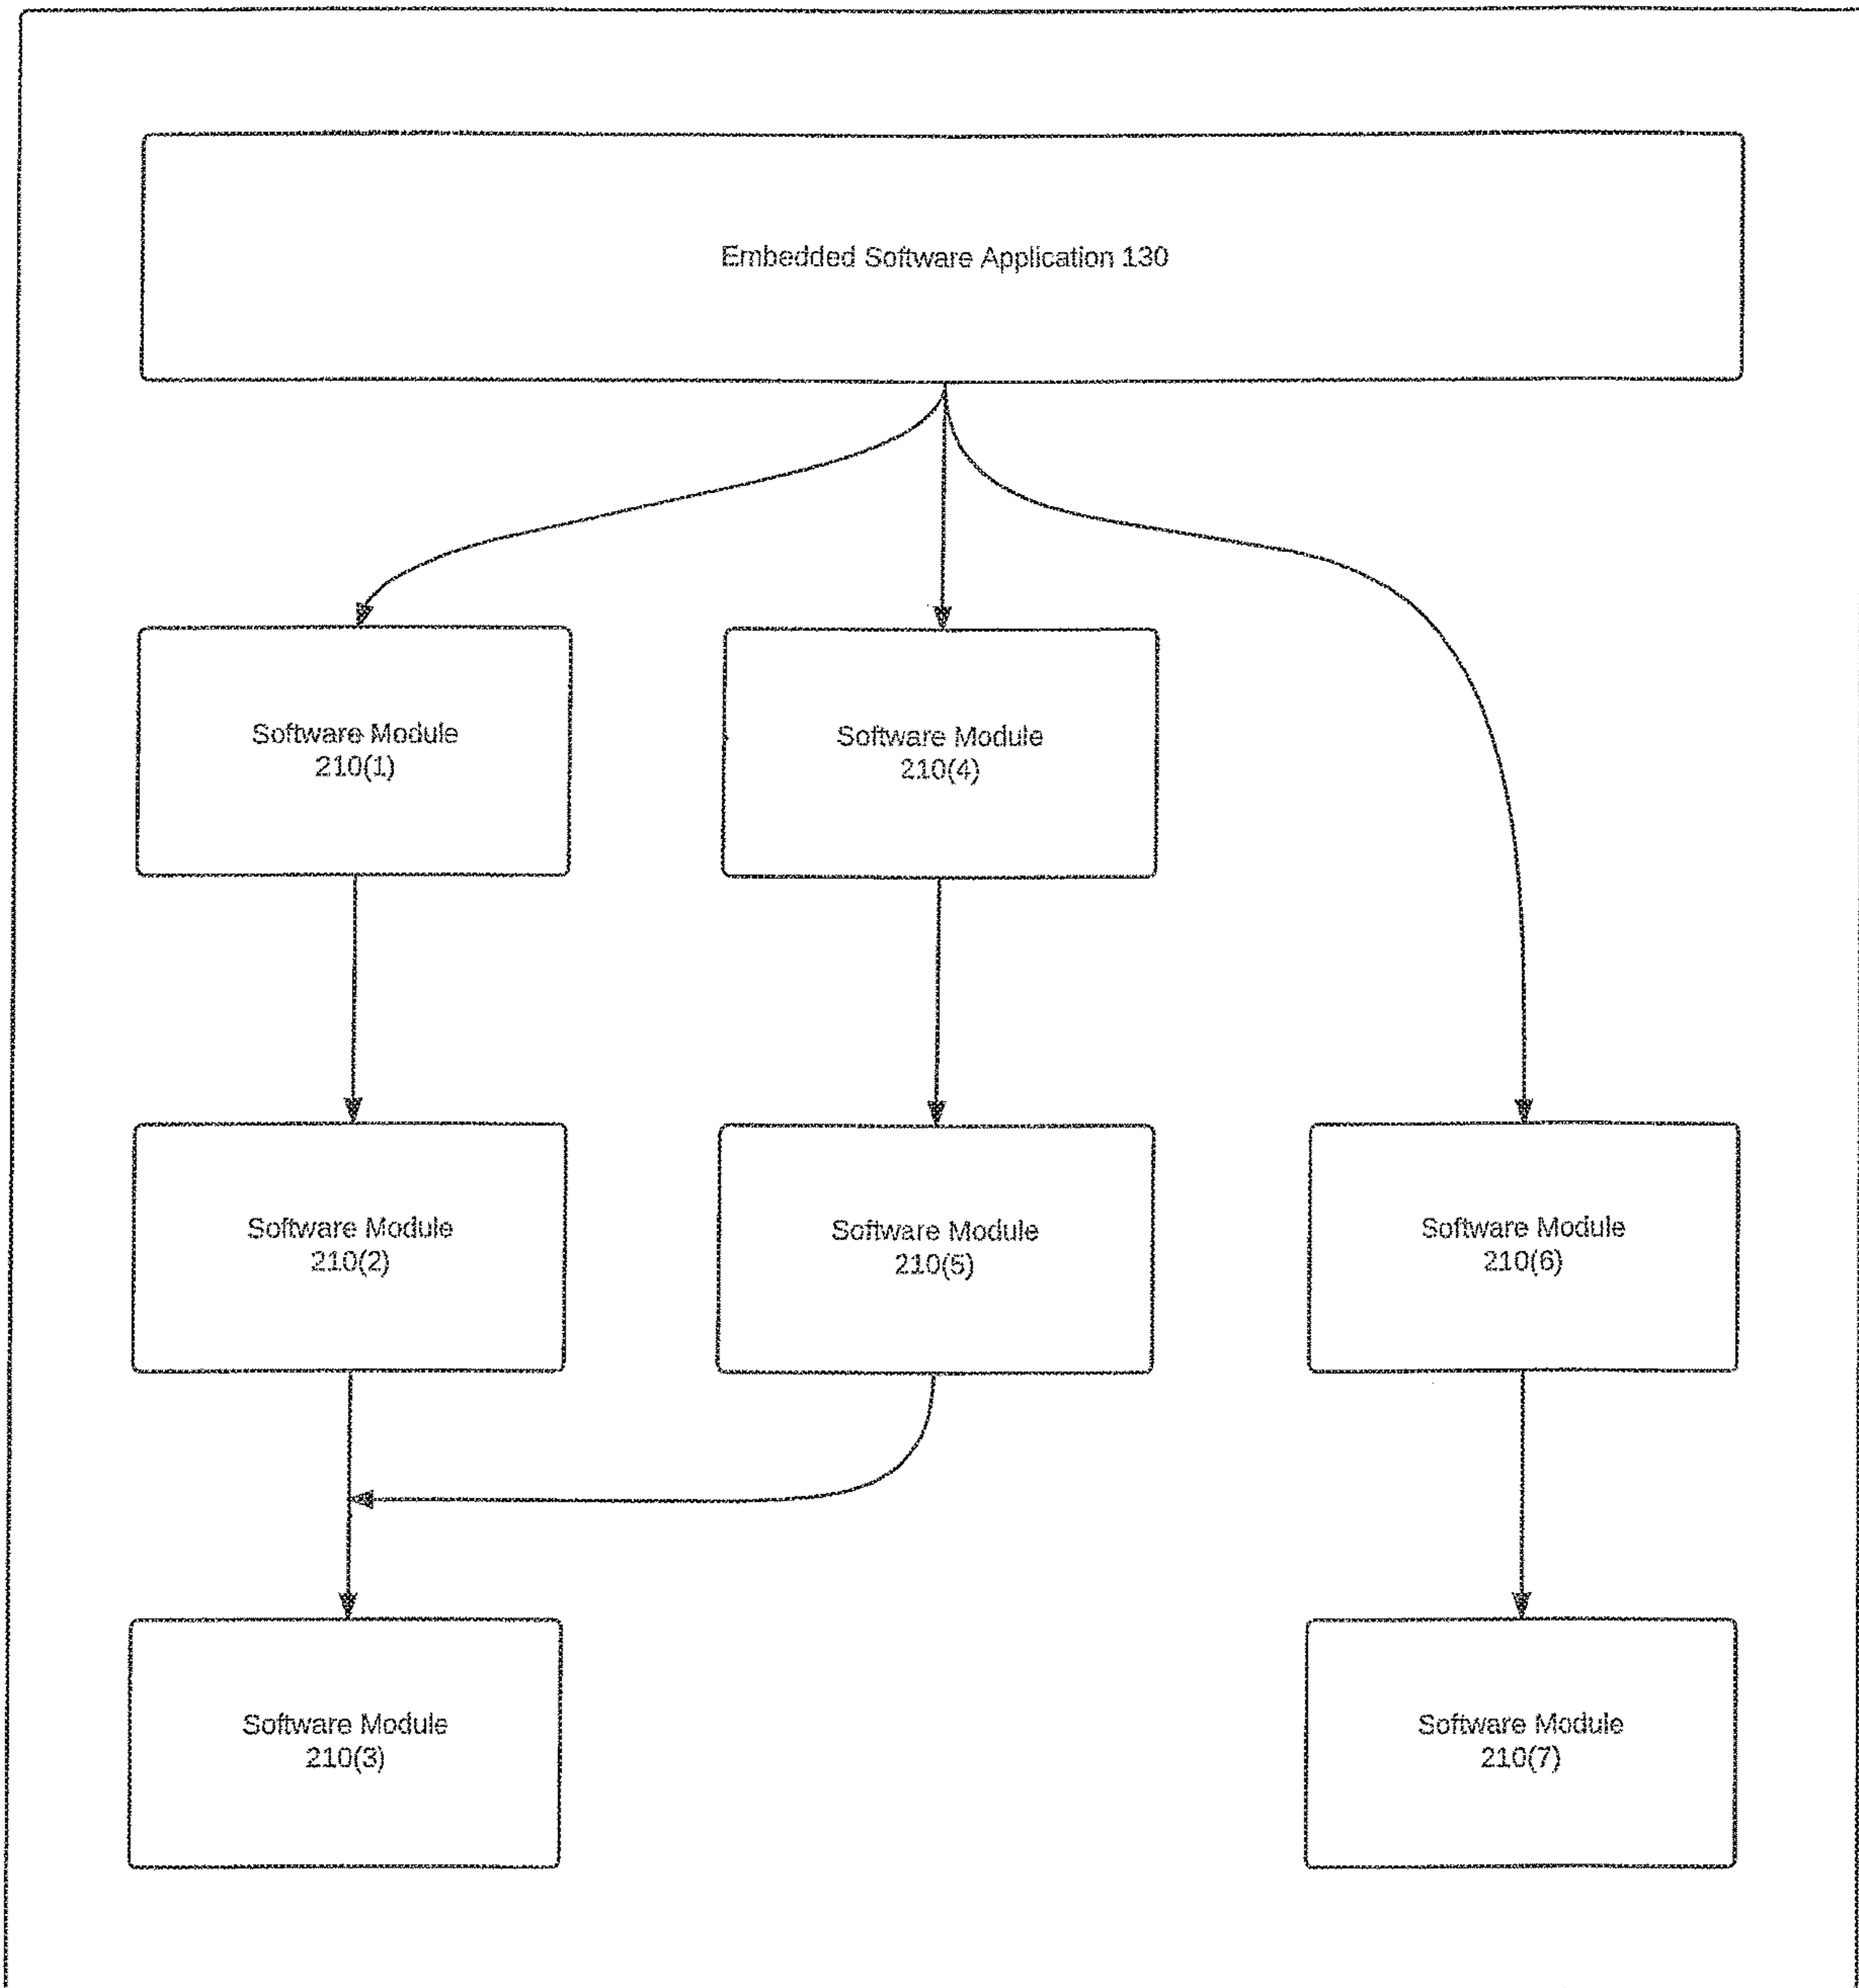 Embedded Software Application 130
Software Module
210(1)
Software Module
210(4)
Software Module
210(2)
Software Module
210(5)
Software Module
210(6)
Software Module
210(3)
Software Module
210(7)